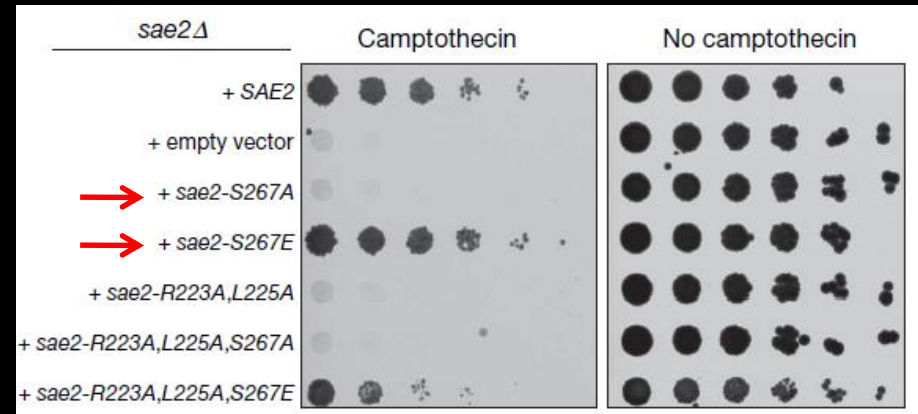 sae2Δ
Camptothecin
No camptothecin
+ SAE2
+ empty vector
+ sae2-S267A
+ sae2-S267E
+ sae2-R223A,L225A
+ sae2-R223A,L225A,S267A
+ sae2-R223A,L225A,S267E